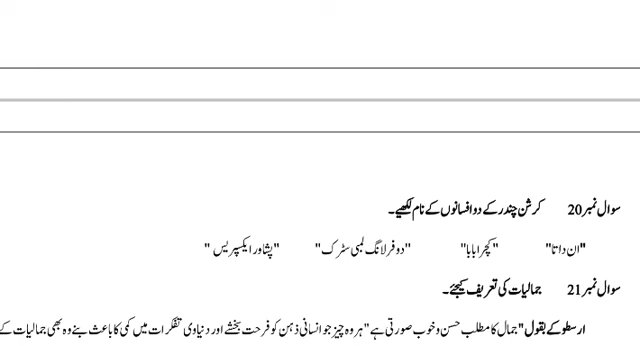 سوال نمبر 20 کرشن چندر کے دو افسانوں کے نام لکھیے۔
"ان داتا" "کچرا بابا" "دو فرلانگ لمبی سڑک" "پشاور ایکسپریس"
سوال نمبر 21 جمالیات کی تعریف کیجئے۔
ارسطو کے بقول "جمال کا مطلب حسن و خوب صورتی ہے" ہر وہ چیز جو انسانی ذہن کو فرحت بخشے اور دنیاوی تفکرات میں کمی کا باعث بنے وہ بھی جمالیات کے